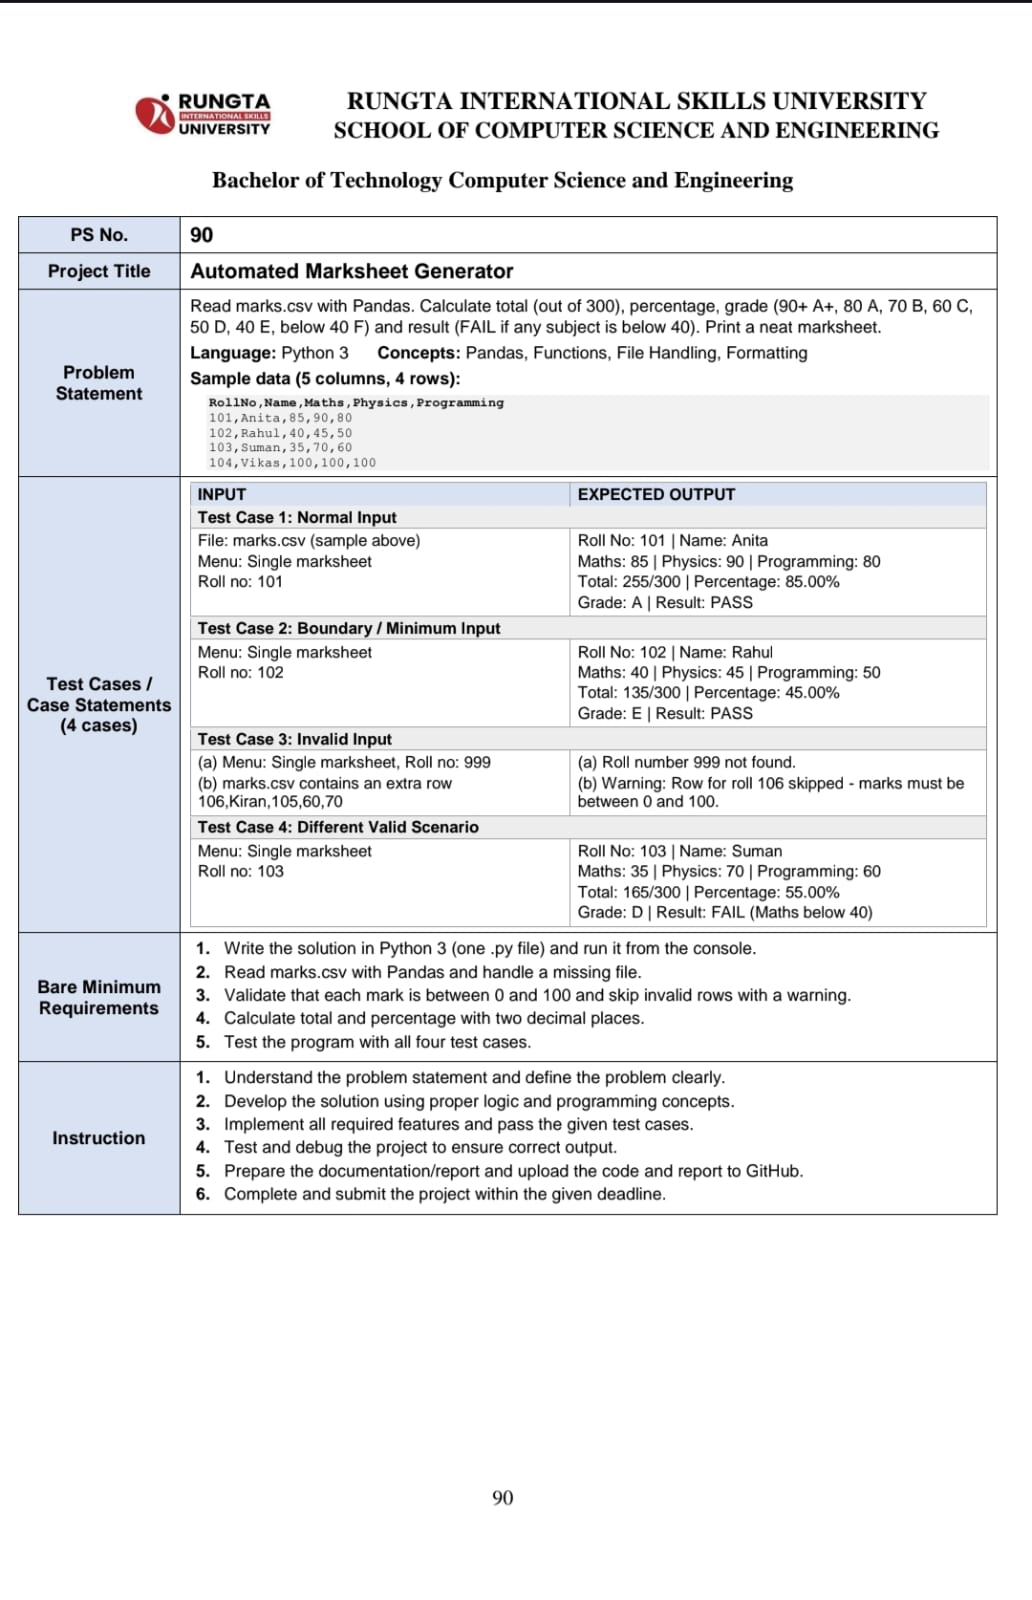 RUNGTA
INTERNATIONAL SKILLS
UNIVERSITY
RUNGTA INTERNATIONAL SKILLS UNIVERSITY
SCHOOL OF COMPUTER SCIENCE AND ENGINEERING
Bachelor of Technology Computer Science and Engineering
PS No.
90
Project Title
Automated Marksheet Generator
Problem
Statement
Read marks.csv with Pandas. Calculate total (out of 300), percentage, grade (90+ A+, 80 A, 70 B, 60 C,
50 D, 40 E, below 40 F) and result (FAIL if any subject is below 40). Print a neat marksheet.
Language: Python 3 Concepts: Pandas, Functions, File Handling, Formatting
Sample data (5 columns, 4 rows):
RollNo,Name,Maths,Physics,Programming
101,Anita,85,90,80
102,Rahul,40,45,50
103,Suman,35,70,60
104,Vikas,100,100,100
Test Cases /
Case Statements
(4 cases)
INPUT
EXPECTED OUTPUT
Test Case 1: Normal Input
File: marks.csv (sample above)
Menu: Single marksheet
Roll no: 101
Roll No: 101 | Name: Anita
Maths: 85 | Physics: 90 | Programming: 80
Total: 255/300 | Percentage: 85.00%
Grade: A | Result: PASS
Test Case 2: Boundary / Minimum Input
Menu: Single marksheet
Roll no: 102
Roll No: 102 | Name: Rahul
Maths: 40 | Physics: 45 | Programming: 50
Total: 135/300 | Percentage: 45.00%
Grade: E | Result: PASS
Test Case 3: Invalid Input
(a) Menu: Single marksheet, Roll no: 999
(b) marks.csv contains an extra row
106,Kiran,105,60,70
(a) Roll number 999 not found.
(b) Warning: Row for roll 106 skipped - marks must be
between 0 and 100.
Test Case 4: Different Valid Scenario
Menu: Single marksheet
Roll no: 103
Roll No: 103 | Name: Suman
Maths: 35 | Physics: 70 | Programming: 60
Total: 165/300 | Percentage: 55.00%
Grade: D | Result: FAIL (Maths below 40)
Bare Minimum
Requirements
1. Write the solution in Python 3 (one .py file) and run it from the console.
2. Read marks.csv with Pandas and handle a missing file.
3. Validate that each mark is between 0 and 100 and skip invalid rows with a warning.
4. Calculate total and percentage with two decimal places.
5. Test the program with all four test cases.
Instruction
1. Understand the problem statement and define the problem clearly.
2. Develop the solution using proper logic and programming concepts.
3. Implement all required features and pass the given test cases.
4. Test and debug the project to ensure correct output.
5. Prepare the documentation/report and upload the code and report to GitHub.
6. Complete and submit the project within the given deadline.
90